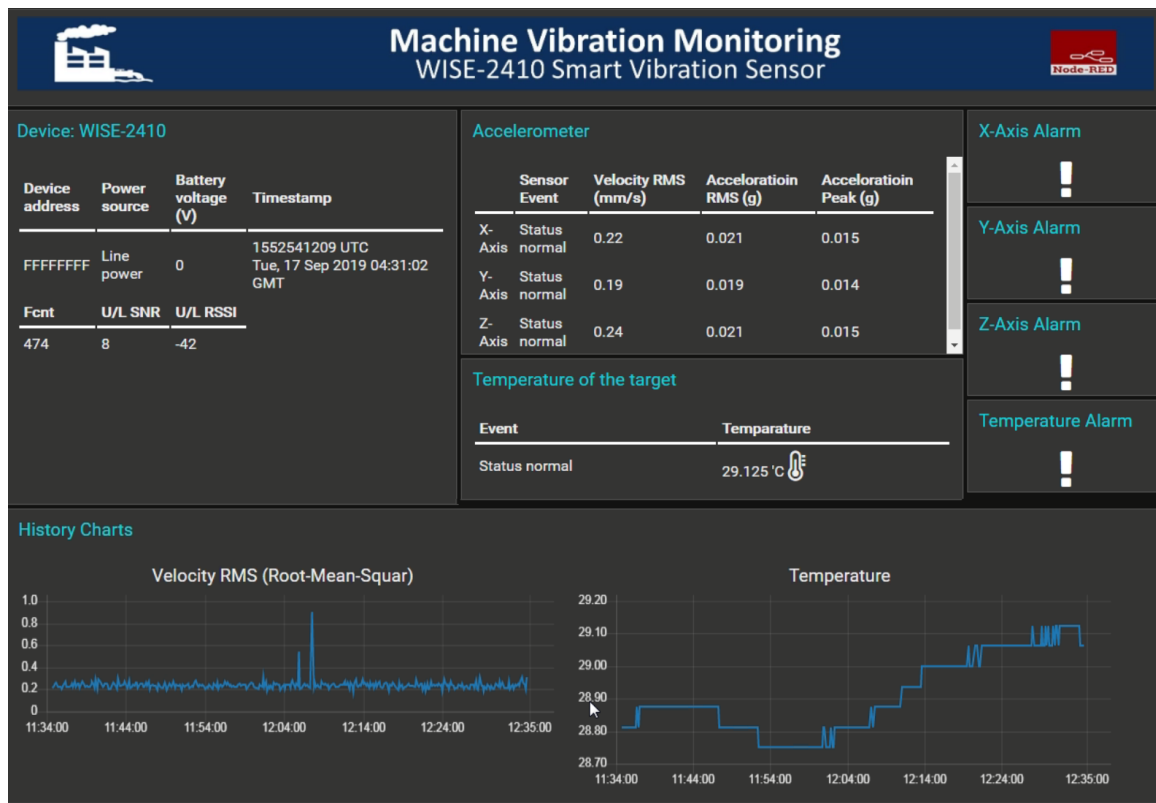 Machine Vibration Monitoring
WISE-2410 Smart Vibration Sensor
Node-RED
Device: WISE-2410
Device address Power source Battery voltage (V) Timestamp
FFFFFFFF Line power 0 1552541209 UTC Tue, 17 Sep 2019 04:31:02 GMT
Fcnt U/L SNR U/L RSSI
474 8 -42
Accelerometer
Sensor Event Velocity RMS (mm/s) Acceloratioin RMS (g) Acceloratioin Peak (g)
X-Axis Status normal 0.22 0.021 0.015
Y-Axis Status normal 0.19 0.019 0.014
Z-Axis Status normal 0.24 0.021 0.015
Temperature of the target
Event Temparature
Status normal 29.125 'C
X-Axis Alarm
!
Y-Axis Alarm
!
Z-Axis Alarm
!
Temperature Alarm
!
History Charts
Velocity RMS (Root-Mean-Squar)
1.0
0.8
0.6
0.4
0.2
0
11:34:00 11:44:00 11:54:00 12:04:00 12:14:00 12:24:00 12:35:00
Temperature
29.20
29.10
29.00
28.90
28.80
28.70
11:34:00 11:44:00 11:54:00 12:04:00 12:14:00 12:24:00 12:35:00